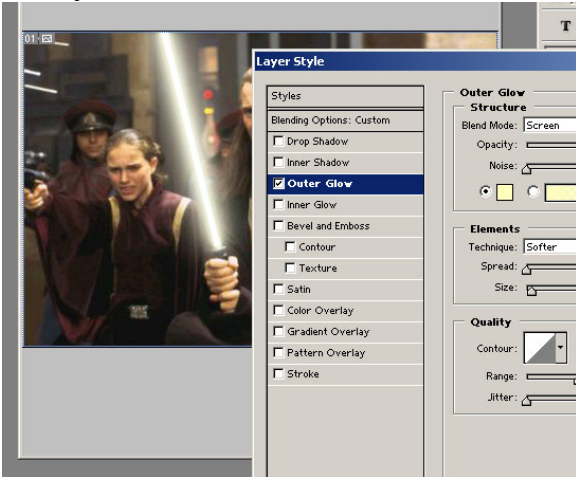 01
T
Layer Style
Styles
Blending Options: Custom
Drop Shadow
Inner Shadow
Outer Glow
Inner Glow
Bevel and Emboss
Contour
Texture
Satin
Color Overlay
Gradient Overlay
Pattern Overlay
Stroke
Outer Glow
Structure
Blend Mode: Screen
Opacity:
Noise:
Elements
Technique: Softer
Spread:
Size:
Quality
Contour:
Range:
Jitter: